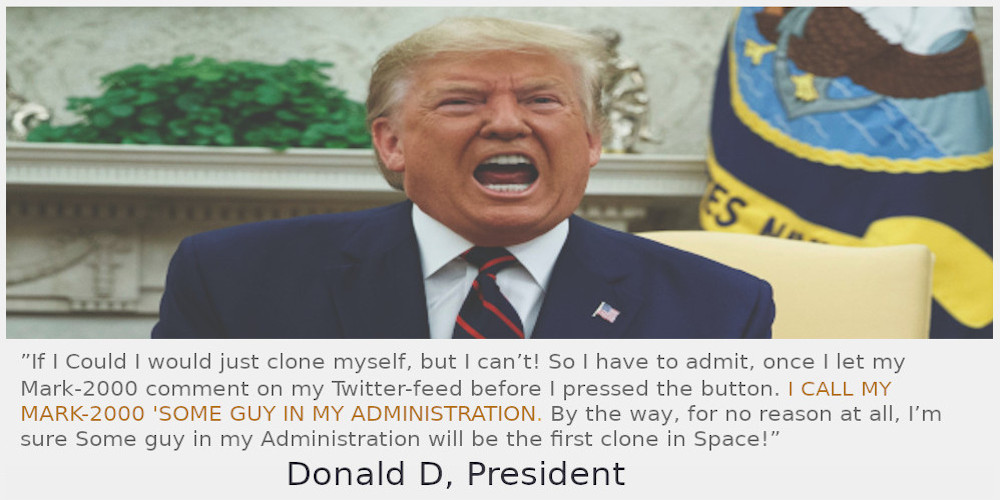 ES NA
”If I Could I would just clone myself, but I can’t! So I have to admit, once I let my
Mark-2000 comment on my Twitter-feed before I pressed the button. I CALL MY
MARK-2000 'SOME GUY IN MY ADMINISTRATION. By the way, for no reason at all, I’m
sure Some guy in my Administration will be the first clone in Space!”
Donald D, President